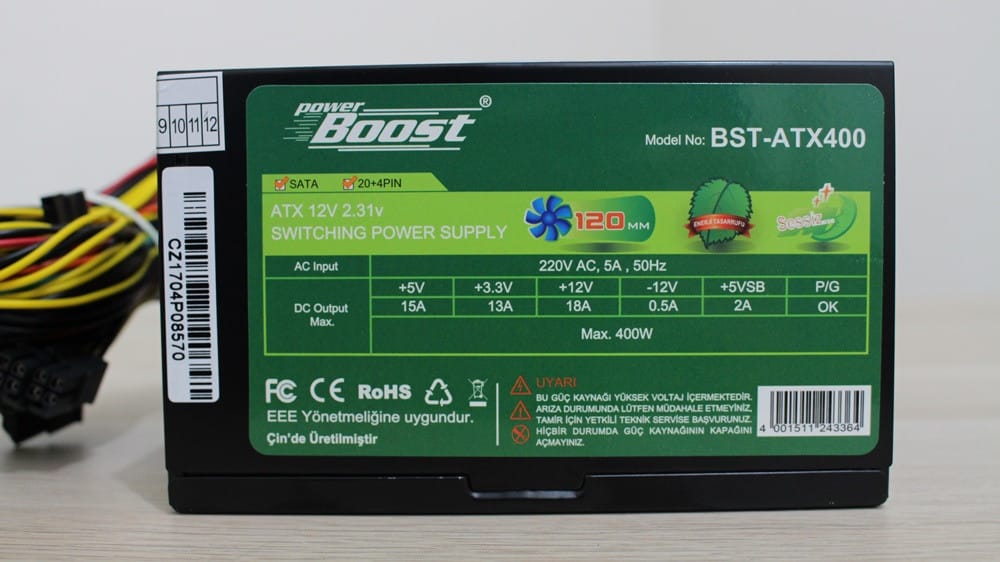 9 10 11 12
CZ1704P08570
power
Boost®
Model No: BST-ATX400
SATA 20+4PIN
ATX 12V 2.31v
SWITCHING POWER SUPPLY
120 MM
ENERJİ TASARRUFU
Sessiz
AC Input 220V AC, 5A , 50Hz
DC Output Max. +5V +3.3V +12V -12V +5VSB P/G
15A 13A 18A 0.5A 2A OK
Max. 400W
FC CE RoHS
EEE Yönetmeliğine uygundur.
Çin'de Üretilmiştir
UYARI
BU GÜÇ KAYNAĞI YÜKSEK VOLTAJ İÇERMEKTEDİR.
ARIZA DURUMUNDA LÜTFEN MÜDAHALE ETMEYİNİZ,
TAMİR İÇİN YETKİLİ TEKNİK SERVİSE BAŞVURUNUZ.
HİÇBİR DURUMDA GÜÇ KAYNAĞININ KAPAĞINI
AÇMAYINIZ.
4 001511 243364